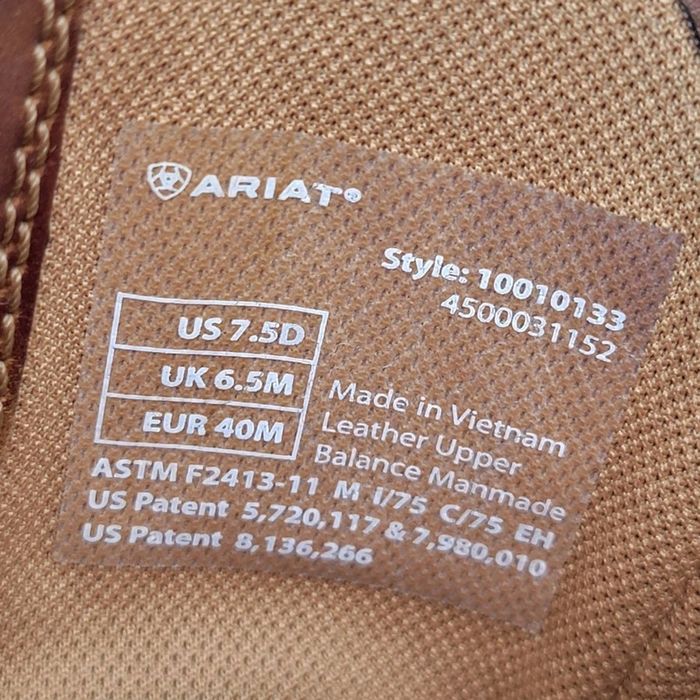 ARIAT®
Style: 10010133
4500031152
US 7.5D
UK 6.5M
EUR 40M
Made in Vietnam
Leather Upper
Balance Manmade
ASTM F2413-11 M I/75 C/75 EH
US Patent 5,720,117 & 7,980,010
US Patent 8,136,266